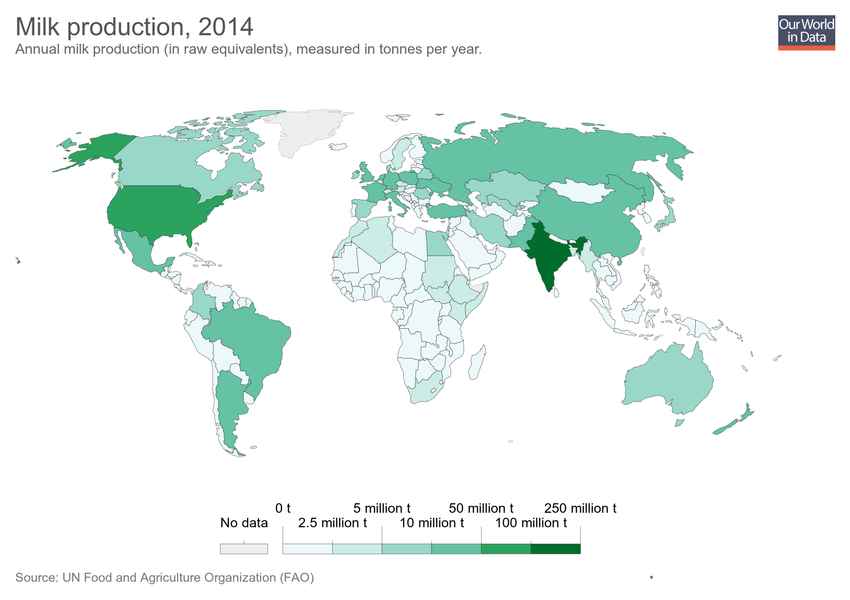 Milk production, 2014
Annual milk production (in raw equivalents), measured in tonnes per year.
Our World
in Data
0 t 5 million t 50 million t 250 million t
No data 2.5 million t 10 million t 100 million t
Source: UN Food and Agriculture Organization (FAO)